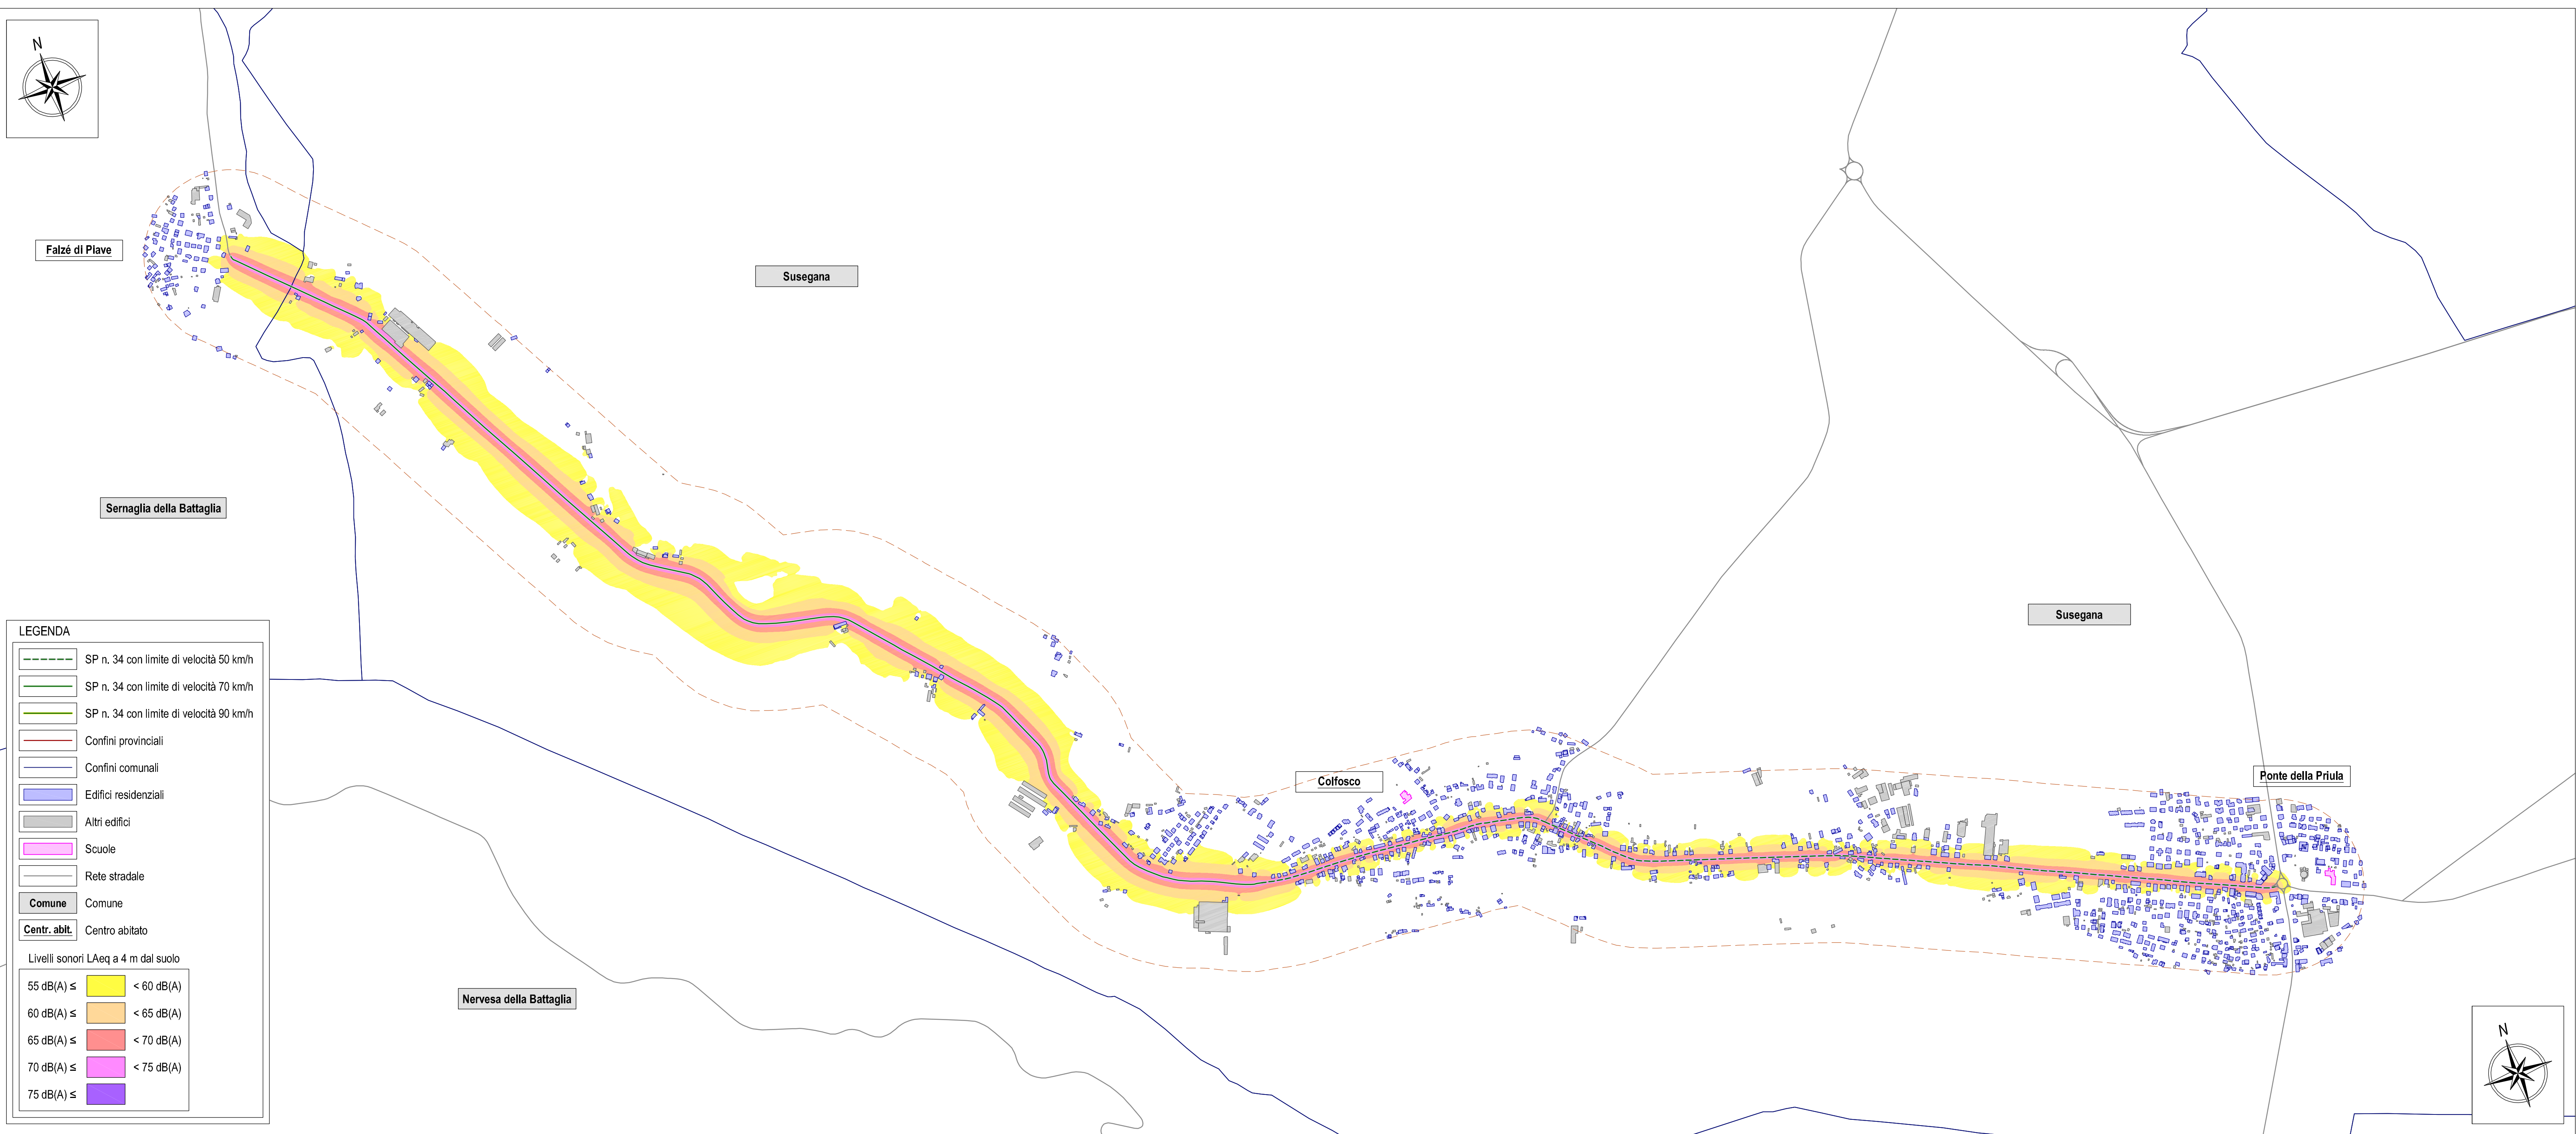 N
Falzé di Piave
Susegana
Sernaglia della Battaglia
Susegana
Colfosco
Ponte della Priula
Nervesa della Battaglia
LEGENDA
SP n. 34 con limite di velocità 50 km/h
SP n. 34 con limite di velocità 70 km/h
SP n. 34 con limite di velocità 90 km/h
Confini provinciali
Confini comunali
Edifici residenziali
Altri edifici
Scuole
Rete stradale
Comune Comune
Centr. abit. Centro abitato
Livelli sonori LAeq a 4 m dal suolo
55 dB(A) ≤ < 60 dB(A)
60 dB(A) ≤ < 65 dB(A)
65 dB(A) ≤ < 70 dB(A)
70 dB(A) ≤ < 75 dB(A)
75 dB(A) ≤
N